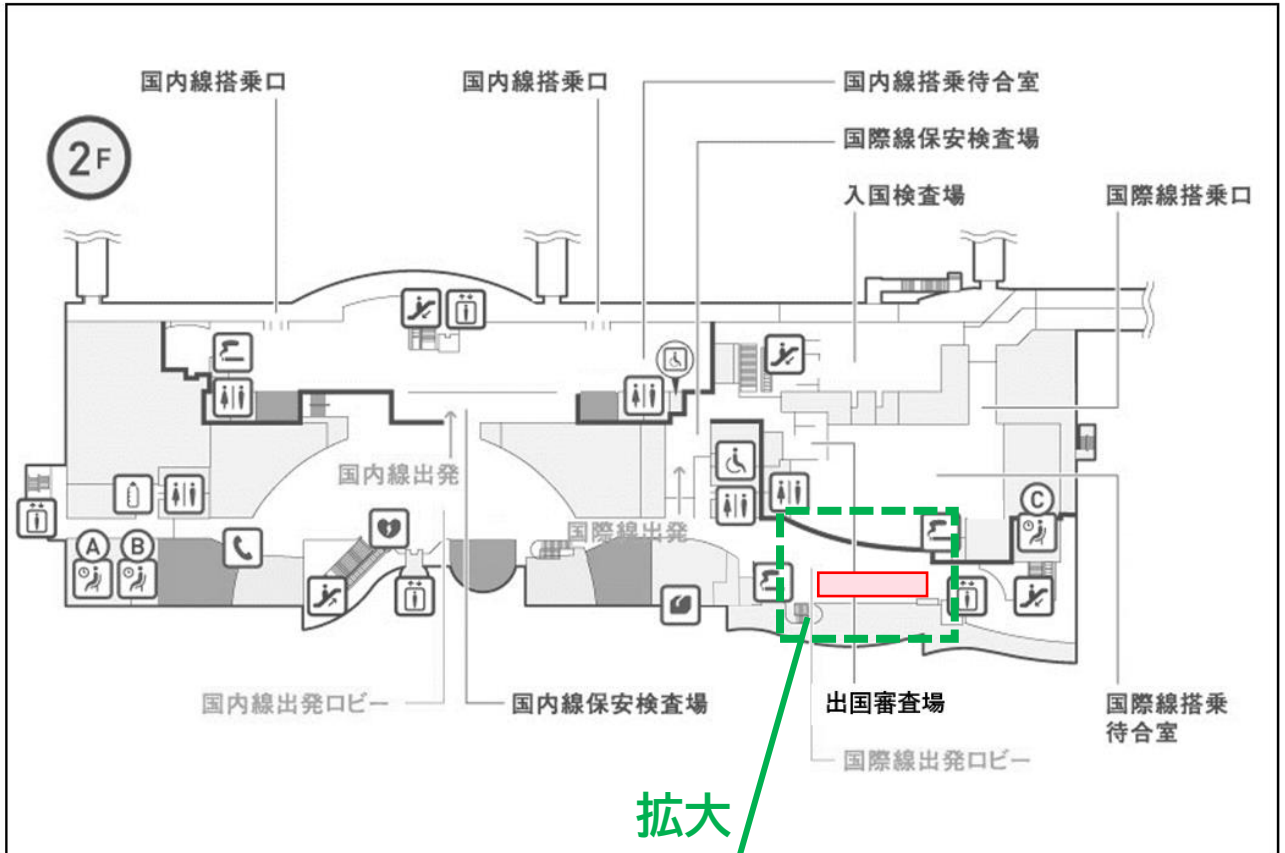 国内線搭乗口
国内線搭乗口
国内線搭乗待合室
国際線保安検査場
2F
入国検査場
国際線搭乗口
国内線出発
国際線出発
A
B
C
国内線出発ロビー
国内線保安検査場
出国審査場
国際線搭乗
待合室
国際線出発ロビー
拡大